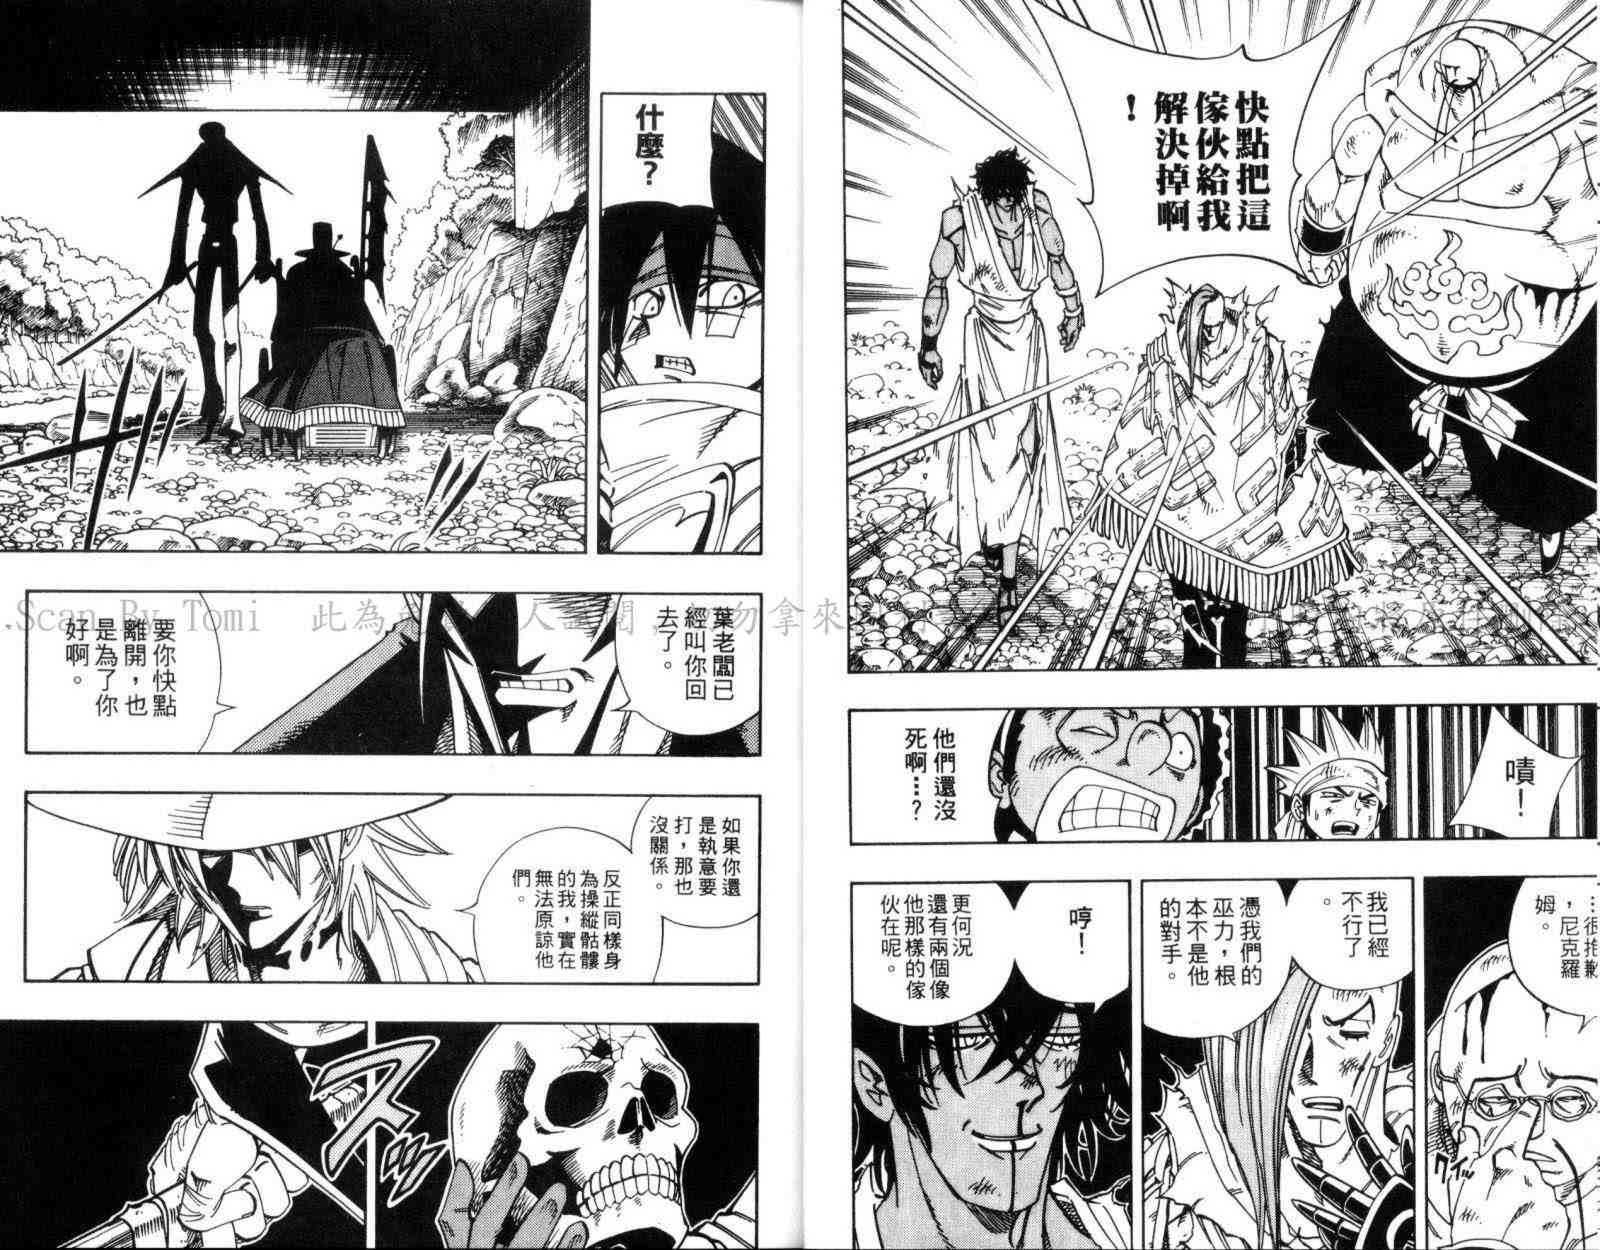 快點把這
傢伙給我
解決掉啊
！
嘖！
他們還沒
死啊…？
…很抱歉
，尼克羅
姆。
我已經
不行了
。
憑我們的
巫力，根
本不是他
的對手。
哼！
更何況
還有兩個像
他那樣的傢
伙在呢。
什麼？
葉老闆已
經叫你回
去了。
要你快點
離開，也
是為了你
好啊。
如果你還
是執意要
打，那也
沒關係。
反正同樣身
為操縱骷髏
的我，實在
無法原諒他
們。
.Scan By Tomi